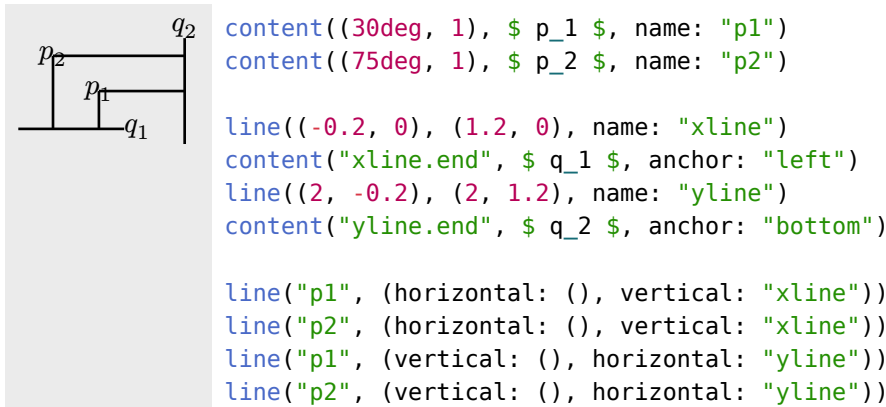 q2
p2
p1
q1
content((30deg, 1), $ p_1 $, name: "p1")
content((75deg, 1), $ p_2 $, name: "p2")
line((-0.2, 0), (1.2, 0), name: "xline")
content("xline.end", $ q_1 $, anchor: "left")
line((2, -0.2), (2, 1.2), name: "yline")
content("yline.end", $ q_2 $, anchor: "bottom")
line("p1", (horizontal: (), vertical: "xline"))
line("p2", (horizontal: (), vertical: "xline"))
line("p1", (vertical: (), horizontal: "yline"))
line("p2", (vertical: (), horizontal: "yline"))